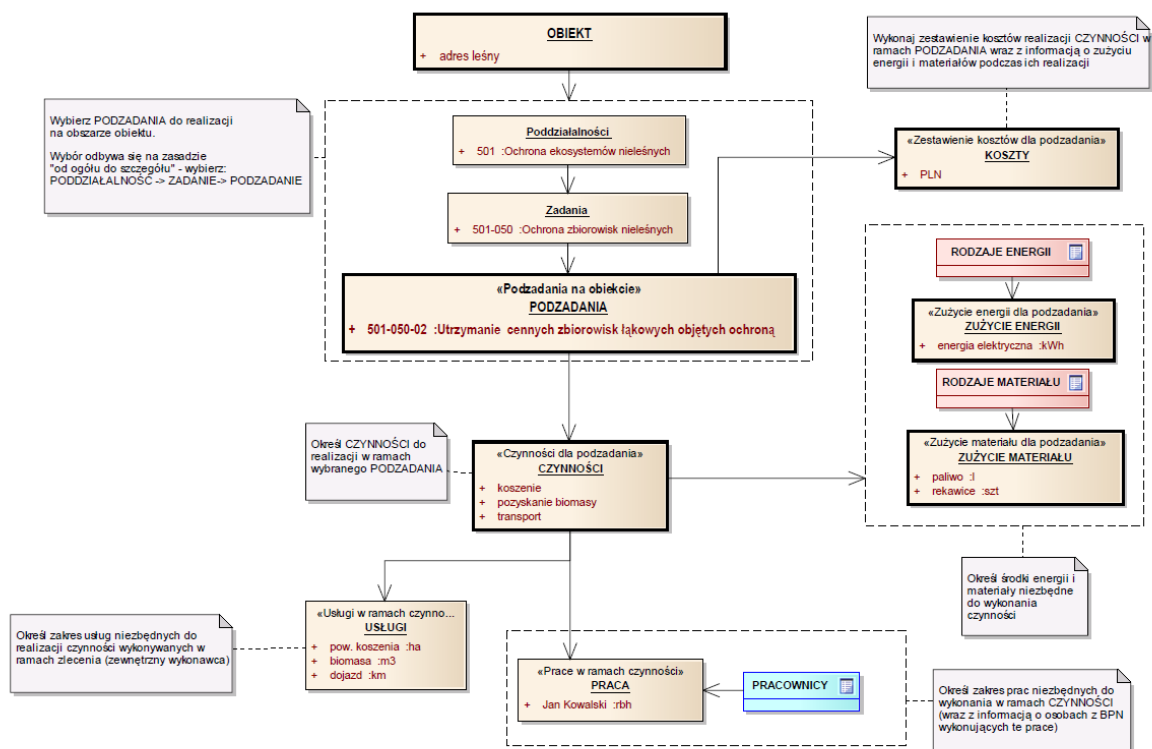 OBIEKT
+ adres leśny
Wykonaj zestawienie kosztów realizacji CZYNNOŚCI w
ramach PODZADANIA wraz z informacją o zużyciu
energii i materiałów podczas ich realizacji
Wybierz PODZADANIA do realizacji
na obszarze obiektu.
Wybór odbywa się na zasadzie
"od ogółu do szczegółu" - wybierz:
PODDZIAŁALNOŚĆ -> ZADANIE-> PODZADANIE
Poddziałalności
+ 501 :Ochrona ekosystemów nieleśnych
«Zestawienie kosztów dla podzadania»
KOSZTY
+ PLN
Zadania
+ 501-050 :Ochrona zbiorowisk nieleśnych
«Podzadania na obiekcie»
PODZADANIA
+ 501-050-02 :Utrzymanie cennych zbiorowisk łąkowych objętych ochroną
RODZAJE ENERGII
«Zużycie energii dla podzadania»
ZUŻYCIE ENERGII
+ energia elektryczna :kWh
RODZAJE MATERIAŁU
«Zużycie materiału dla podzadania»
ZUŻYCIE MATERIAŁU
+ paliwo :l
+ rekawice :szt
Określ CZYNNOŚCI do
realizacji w ramach
wybranego PODZADANIA
«Czynności dla podzadania»
CZYNNOŚCI
+ koszenie
+ pozyskanie biomasy
+ transport
Określ środki energii i
materiały niezbędne
do wykonania
czynności
Określ zakres usług niezbędnych do
realizacji czynności wykonywanych w
ramach zlecenia (zewnętrzny wykonawca)
«Usługi w ramach czynno...
USŁUGI
+ pow. koszenia :ha
+ biomasa :m3
+ dojazd :km
«Prace w ramach czynności»
PRACA
+ Jan Kowalski :rbh
PRACOWNICY
Określ zakres prac niezbędnych do
wykonania w ramach CZYNNOŚCI
(wraz z informacją o osobach z BPN
wykonujących te prace)